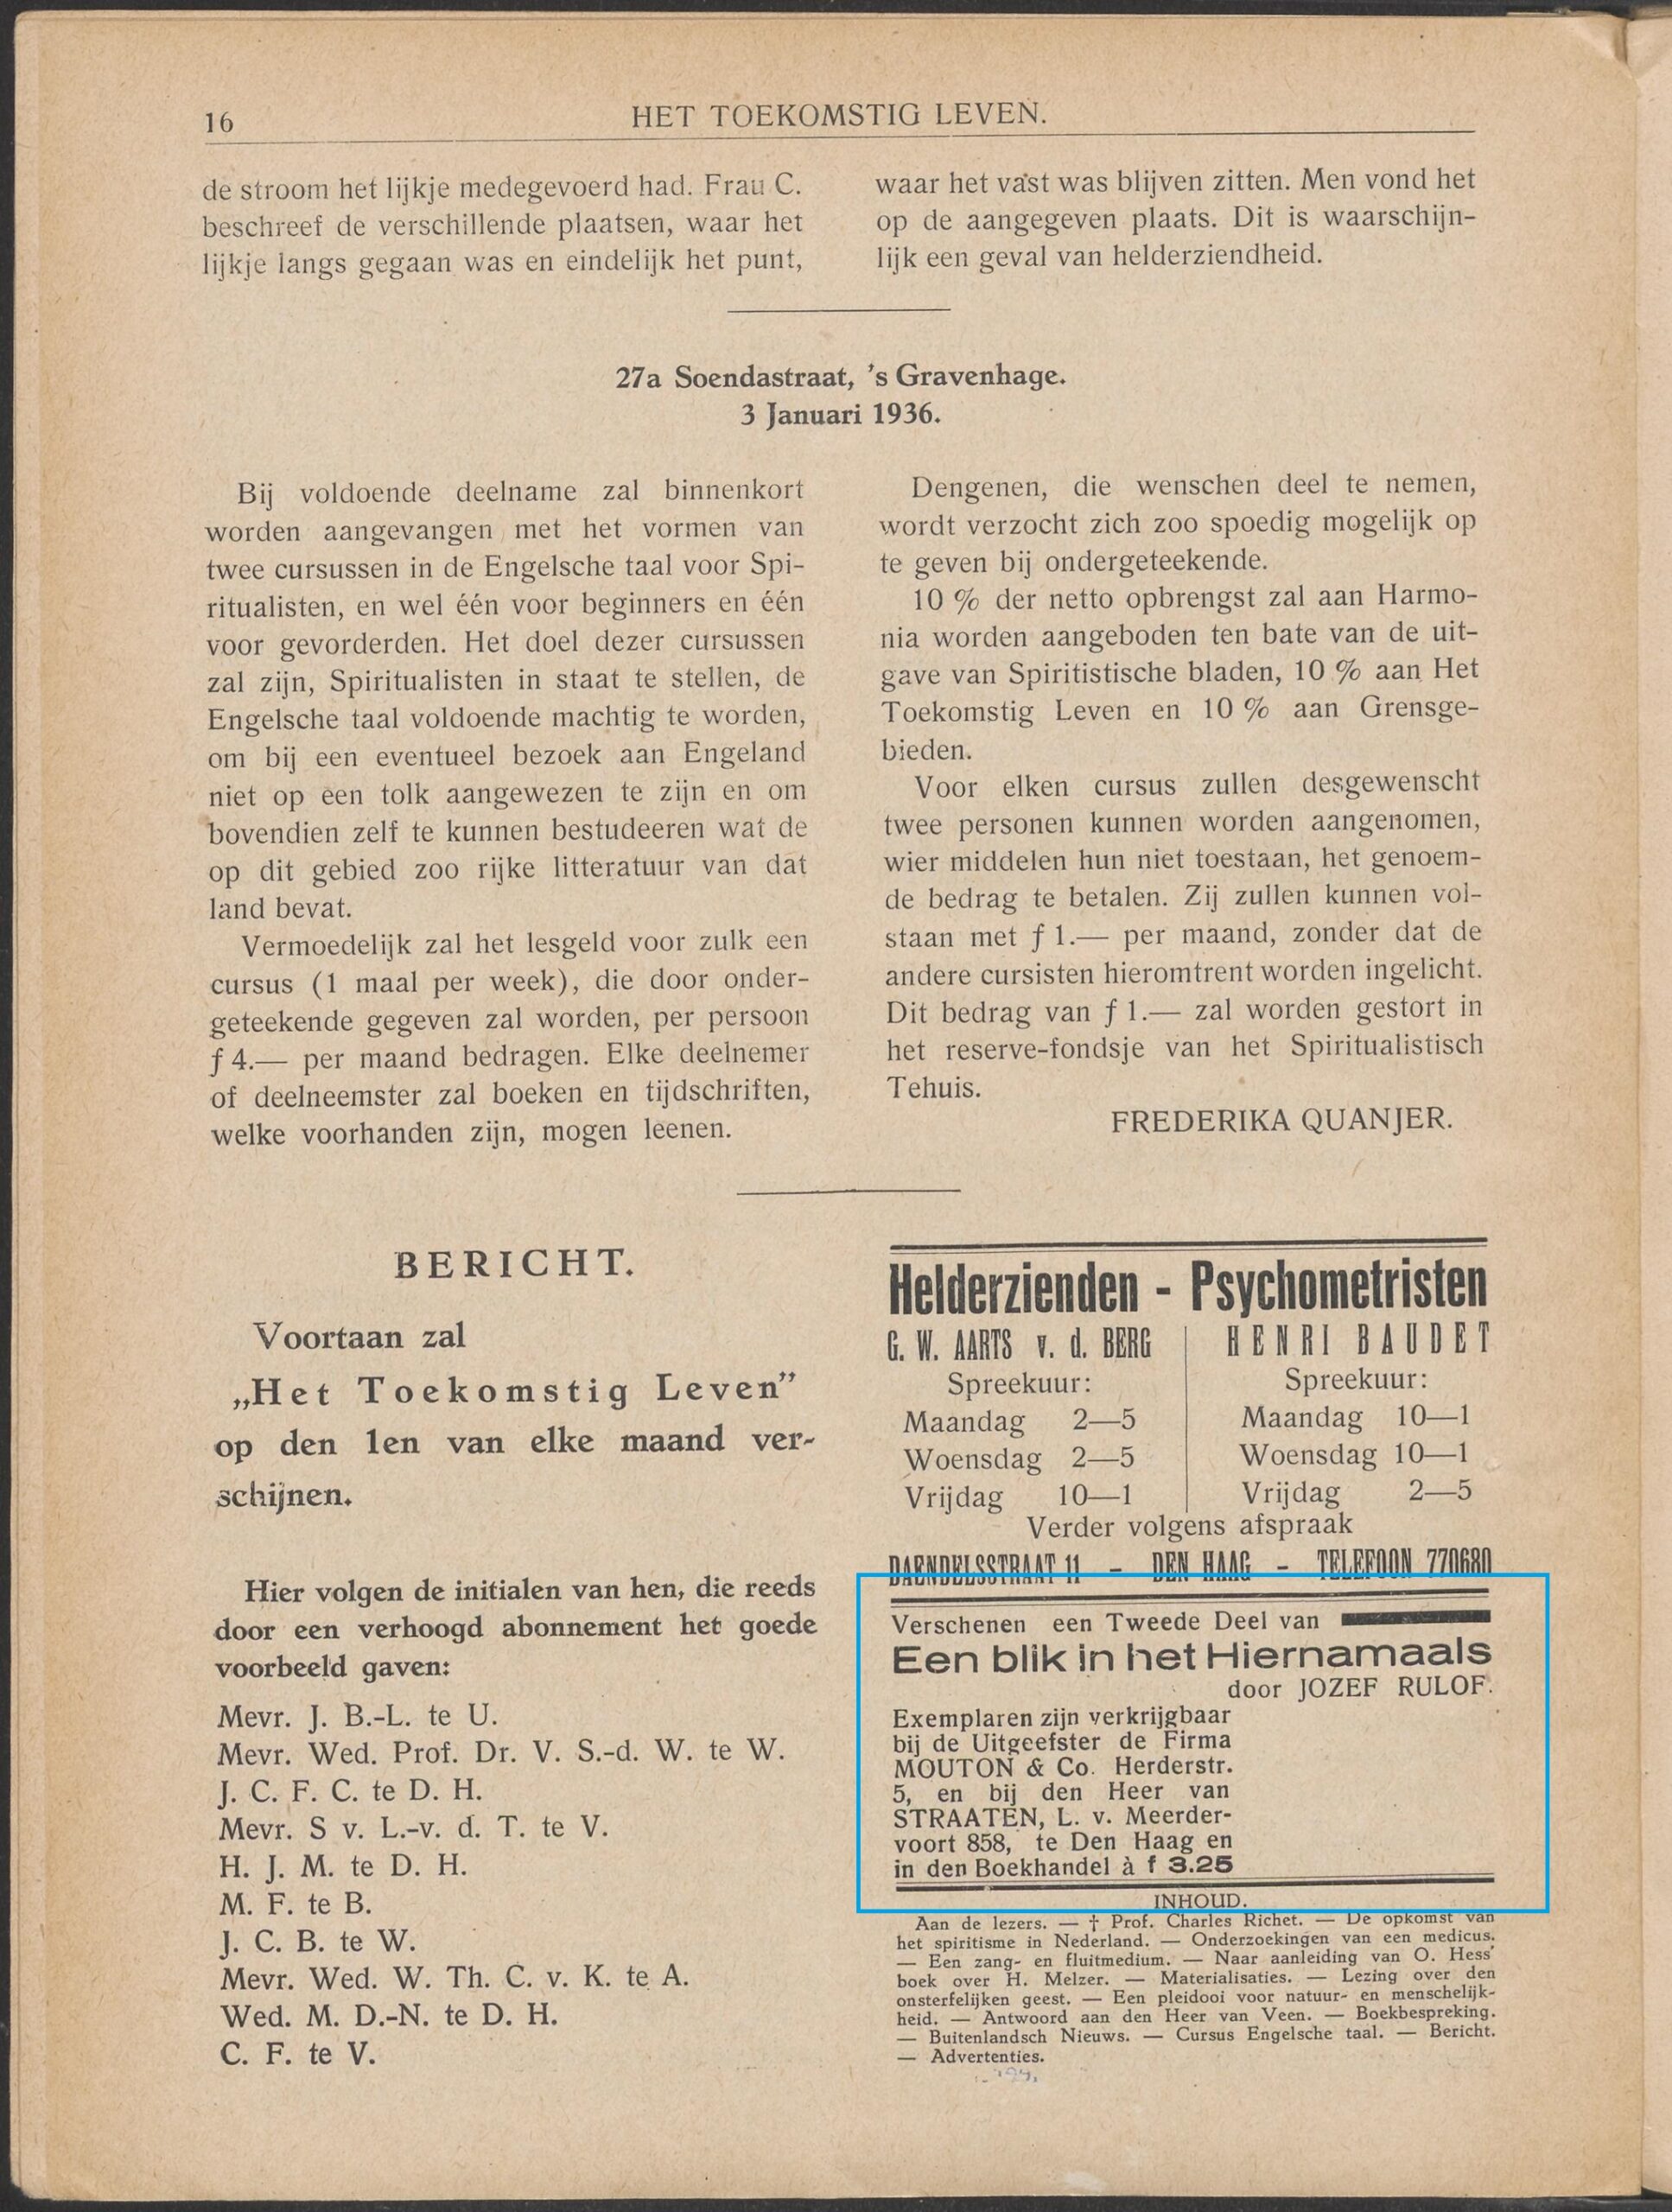 16
HET TOEKOMSTIG LEVEN.
de stroom het lijkje medegevoerd had. Frau C.
beschreef de verschillende plaatsen, waar het
lijkje langs gegaan was en eindelijk het punt,
waar het vast was blijven zitten. Men vond het
op de aangegeven plaats. Dit is waarschijn-
lijk een geval van helderziendheid.
27a Soendastraat, 's Gravenhage.
3 Januari 1936.
Bij voldoende deelname zal binnenkort
worden aangevangen met het vormen van
twee cursussen in de Engelsche taal voor Spi-
ritualisten, en wel één voor beginners en één
voor gevorderden. Het doel dezer cursussen
zal zijn, Spiritualisten in staat te stellen, de
Engelsche taal voldoende machtig te worden,
om bij een eventueel bezoek aan Engeland
niet op een tolk aangewezen te zijn en om
bovendien zelf te kunnen bestudeeren wat de
op dit gebied zoo rijke litteratuur van dat
land bevat.
Vermoedelijk zal het lesgeld voor zulk een
cursus (1 maal per week), die door onder-
geteekende gegeven zal worden, per persoon
f 4.— per maand bedragen. Elke deelnemer
of deelneemster zal boeken en tijdschriften,
welke voorhanden zijn, mogen leenen.
Dengenen, die wenschen deel te nemen,
wordt verzocht zich zoo spoedig mogelijk op
te geven bij ondergeteekende.
10 % der netto opbrengst zal aan Harmo-
nia worden aangeboden ten bate van de uit-
gave van Spiritistische bladen, 10 % aan Het
Toekomstig Leven en 10 % aan Grensge-
bieden.
Voor elken cursus zullen desgewenscht
twee personen kunnen worden aangenomen,
wier middelen hun niet toestaan, het genoem-
de bedrag te betalen. Zij zullen kunnen vol-
staan met f 1.— per maand, zonder dat de
andere cursisten hieromtrent worden ingelicht.
Dit bedrag van f 1.— zal worden gestort in
het reserve-fondsje van het Spiritualistisch
Tehuis.
FREDERIKA QUANJER.
BERICHT.
Voortaan zal
„Het Toekomstig Leven”
op den 1en van elke maand ver-
schijnen.
Hier volgen de initialen van hen, die reeds
door een verhoogd abonnement het goede
voorbeeld gaven:
Mevr. J. B.-L. te U.
Mevr. Wed. Prof. Dr. V. S.-d. W. te W.
J. C. F. C. te D. H.
Mevr. S v. L.-v. d. T. te V.
H. J. M. te D. H.
M. F. te B.
J. C. B. te W.
Mevr. Wed. W. Th. C. v. K. te A.
Wed. M. D.-N. te D. H.
C. F. te V.
Helderzienden - Psychometristen
G. W. AARTS v. d. BERG
Spreekuur:
Maandag 2—5
Woensdag 2—5
Vrijdag 10—1
HENRI BAUDET
Spreekuur:
Maandag 10—1
Woensdag 10—1
Vrijdag 2—5
Verder volgens afspraak
DAENDELSSTRAAT 11 - DEN HAAG - TELEFOON 770680
Verschenen een Tweede Deel van
Een blik in het Hiernamaals
door JOZEF RULOF.
Exemplaren zijn verkrijgbaar
bij de Uitgeefster de Firma
MOUTON & Co. Herderstr.
5, en bij den Heer van
STRAATEN, L. v. Meerder-
voort 858, te Den Haag en
in den Boekhandel à f 3.25
INHOUD.
Aan de lezers. — † Prof. Charles Richet. — De opkomst van
het spiritisme in Nederland. — Onderzoekingen van een medicus.
— Een zang- en fluitmedium. — Naar aanleiding van O. Hess'
boek over H. Melzer. — Materialisaties. — Lezing over den
onsterfelijken geest. — Een pleidooi voor natuur- en menschelijk-
heid. — Antwoord aan den Heer van Veen. — Boekbespreking.
— Buitenlandsch Nieuws. — Cursus Engelsche taal. — Bericht.
— Advertenties.